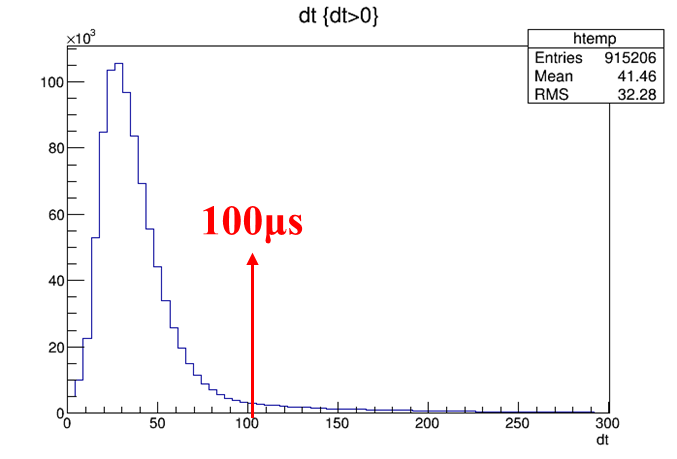 dt {dt>0}
×10³
htemp
Entries 915206
Mean 41.46
RMS 32.28
100
80
60
40
20
0
100μs
0 50 100 150 200 250 300
dt